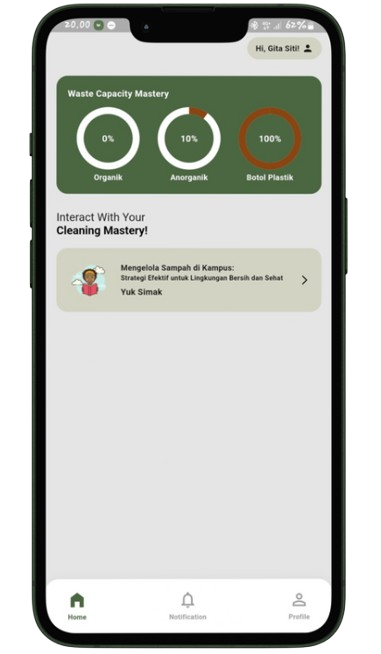 20,00
62%
Hi, Gita Siti!
Waste Capacity Mastery
0%
10%
100%
Organik
Anorganik
Botol Plastik
Interact With Your
Cleaning Mastery!
Mengelola Sampah di Kampus:
Strategi Efektif untuk Lingkungan Bersih dan Sehat
Yuk Simak
Home
Notification
Profile